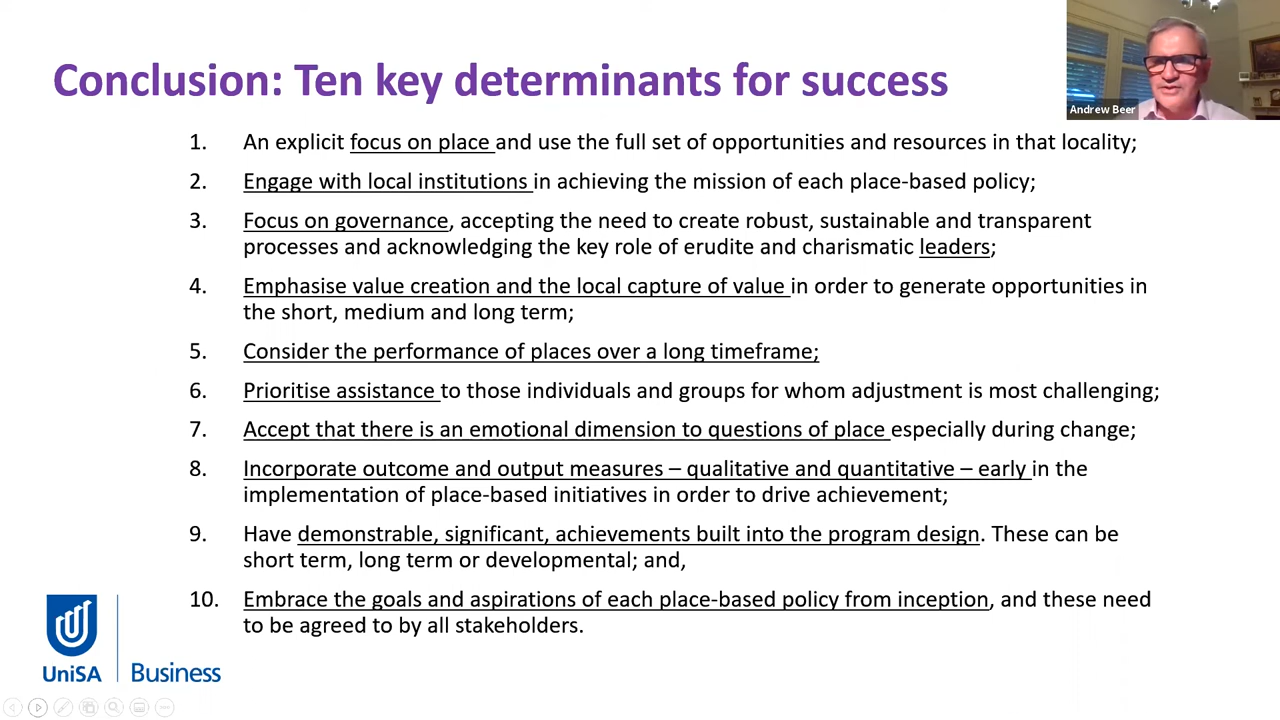 Conclusion: Ten key determinants for success
Andrew Beer
1. An explicit focus on place and use the full set of opportunities and resources in that locality;
2. Engage with local institutions in achieving the mission of each place-based policy;
3. Focus on governance, accepting the need to create robust, sustainable and transparent
processes and acknowledging the key role of erudite and charismatic leaders;
4. Emphasise value creation and the local capture of value in order to generate opportunities in
the short, medium and long term;
5. Consider the performance of places over a long timeframe;
6. Prioritise assistance to those individuals and groups for whom adjustment is most challenging;
7. Accept that there is an emotional dimension to questions of place especially during change;
8. Incorporate outcome and output measures – qualitative and quantitative – early in the
implementation of place-based initiatives in order to drive achievement;
9. Have demonstrable, significant, achievements built into the program design. These can be
short term, long term or developmental; and,
10. Embrace the goals and aspirations of each place-based policy from inception, and these need
to be agreed to by all stakeholders.
UniSA Business